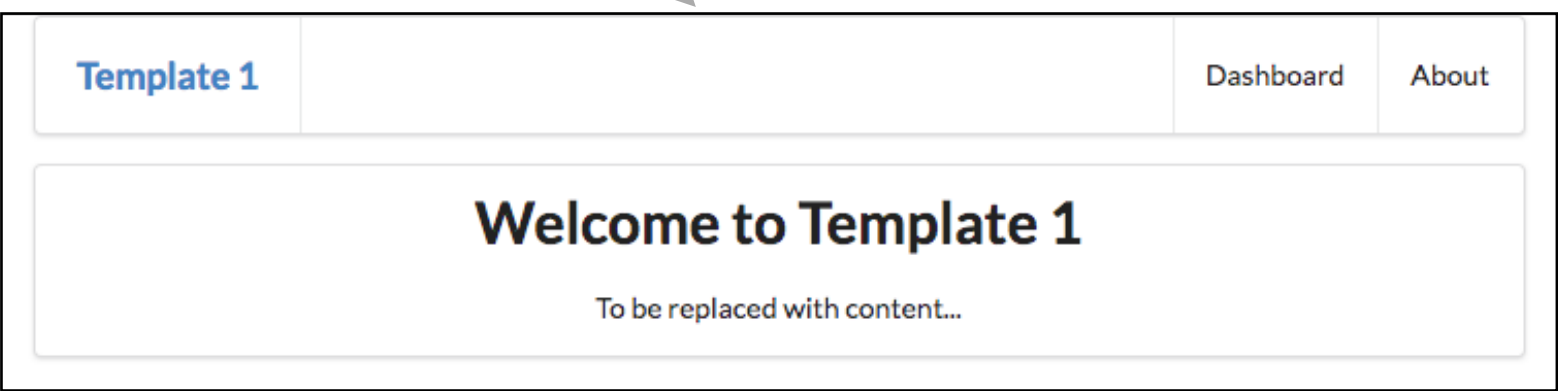 Template 1 Dashboard About
Welcome to Template 1
To be replaced with content...